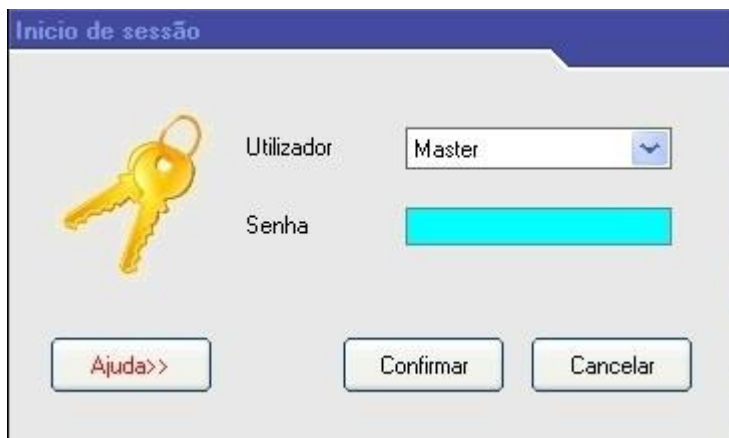 Inicio de sessão
Utilizador
Master
Senha
Ajuda>>
Confirmar
Cancelar